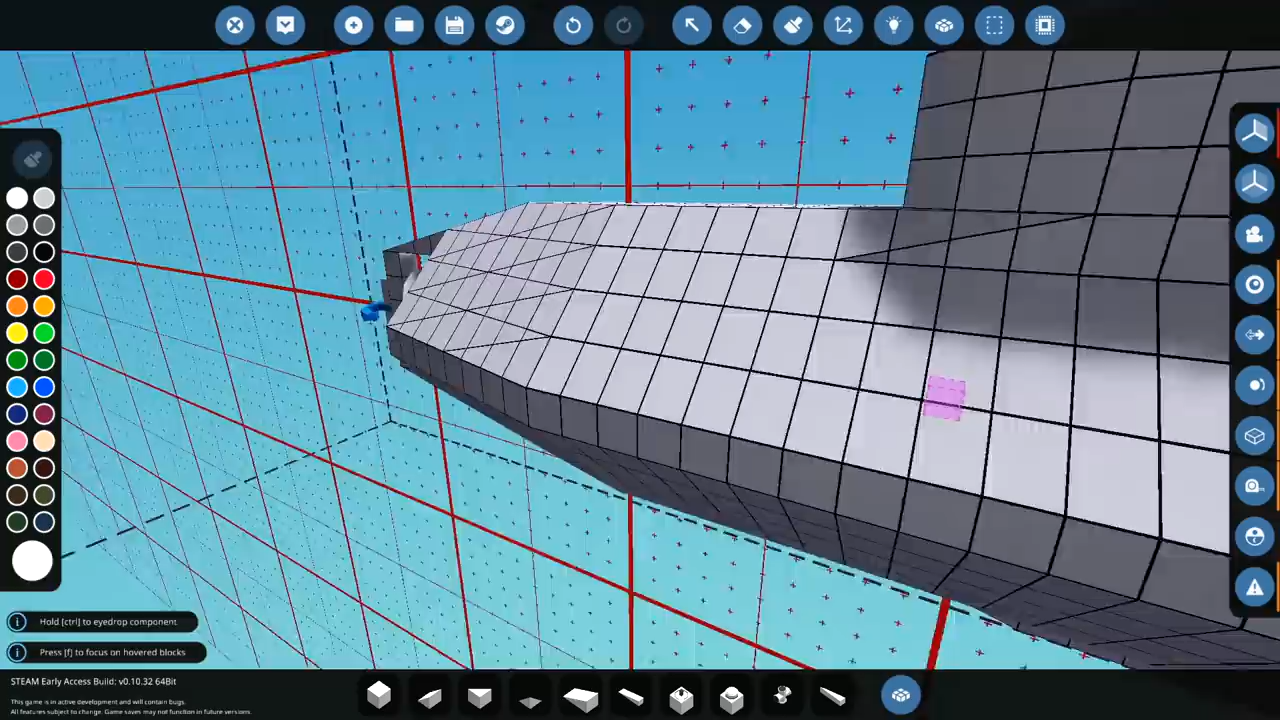 Hold [ctrl] to eyedrop component
Press [f] to focus on hovered blocks
STEAM Early Access Build: v0.10.32 64Bit
This game is in active development and will contain bugs.
All features subject to change. Game saves may not function in future versions.